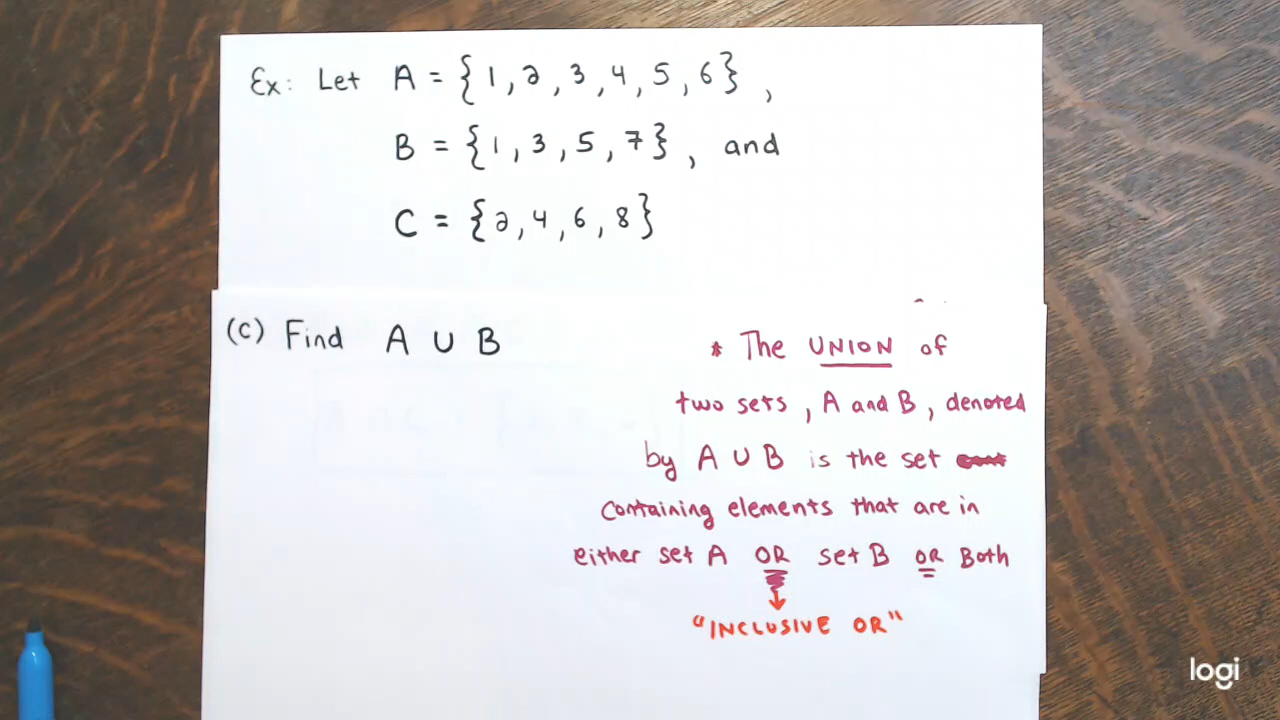 Ex: Let A = {1, 2, 3, 4, 5, 6},
B = {1, 3, 5, 7}, and
C = {2, 4, 6, 8}
(c) Find A ∪ B
* The UNION of
two sets, A and B, denoted
by A ∪ B is the set
containing elements that are in
either set A OR set B OR Both
"INCLUSIVE OR"
logi